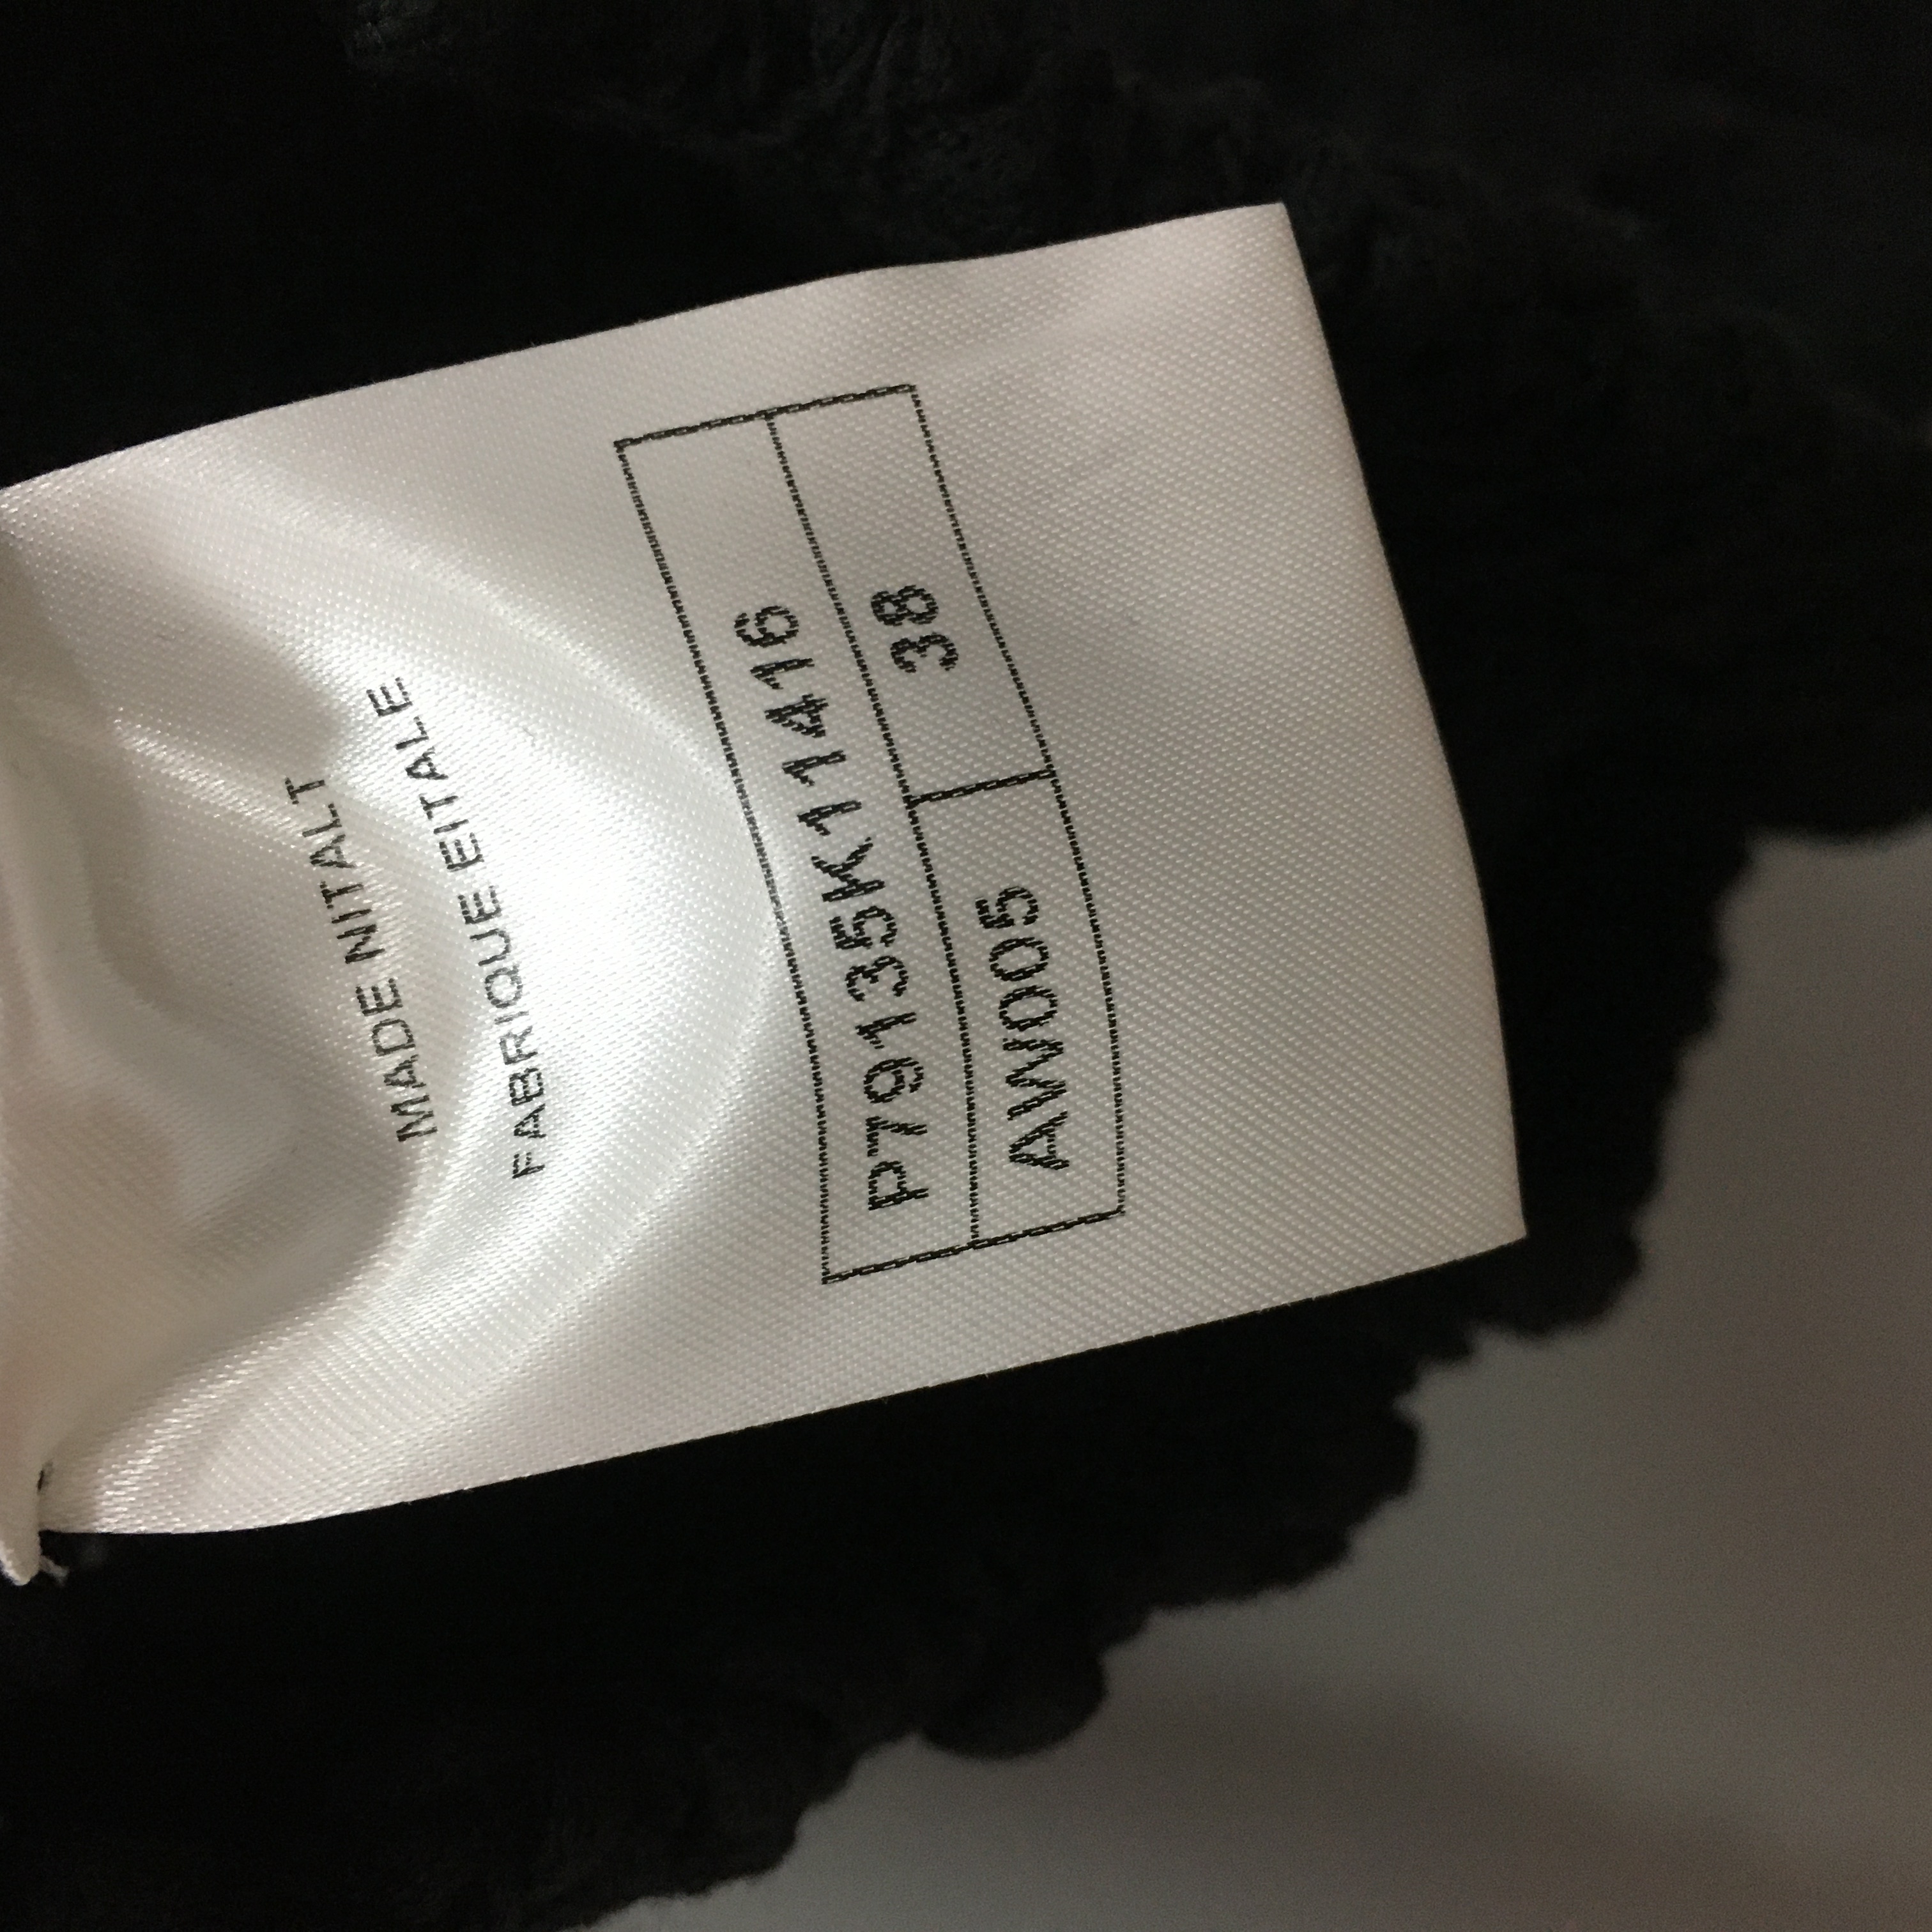 MADE NITALT
FABRIQUE EITALE
P79135K11416
AW005 38